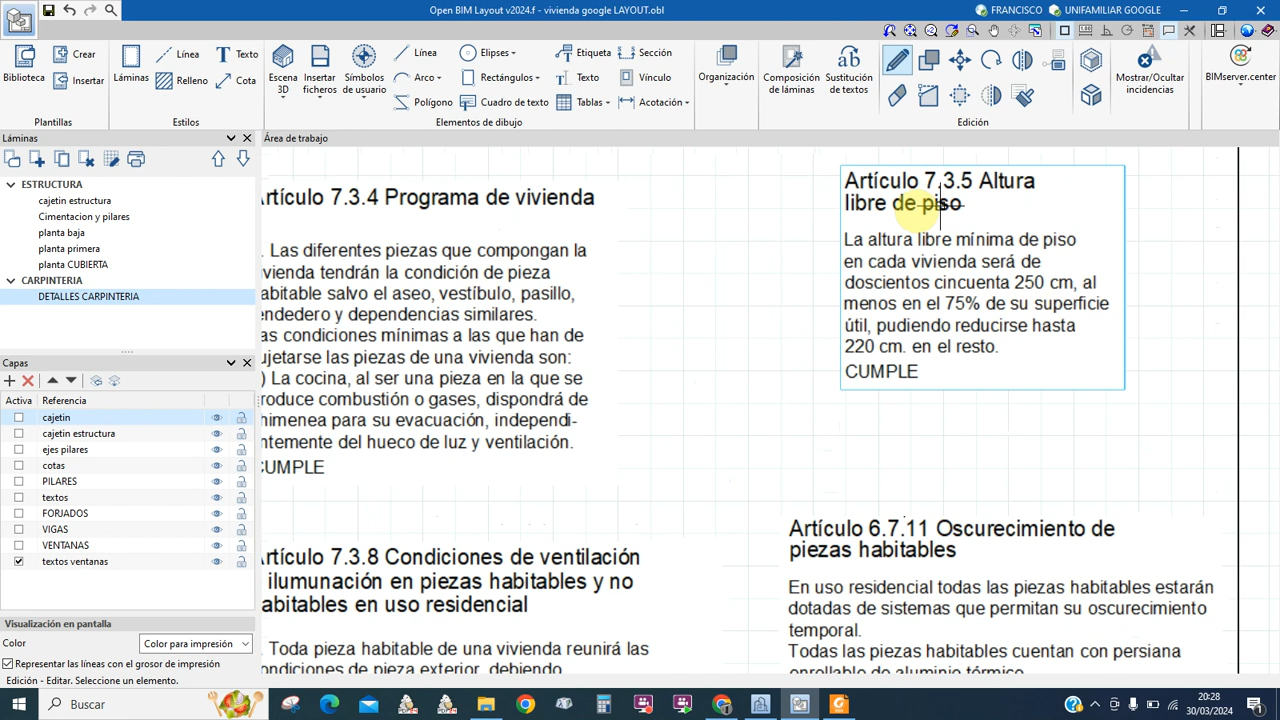 Open BIM Layout v2024.f - vivienda google LAYOUT.obl
FRANCISCO
UNIFAMILIAR GOOGLE
Biblioteca
Crear
Insertar
Plantillas
Láminas
Línea
Relleno
Texto
Cota
Estilos
Escena 3D
Insertar ficheros
Símbolos de usuario
Línea
Arco
Polígono
Elipses
Rectángulos
Cuadro de texto
Etiqueta
Texto
Tablas
Sección
Vínculo
Acotación
Elementos de dibujo
Organización
Composición de láminas
Sustitución de textos
Edición
Mostrar/Ocultar incidencias
BIMserver.center
Láminas
Área de trabajo
ESTRUCTURA
cajetin estructura
Cimentacion y pilares
planta baja
planta primera
planta CUBIERTA
CARPINTERIA
DETALLES CARPINTERIA
Capas
Activa Referencia
cajetin
cajetin estructura
ejes pilares
cotas
PILARES
textos
FORJADOS
VIGAS
VENTANAS
textos ventanas
Visualización en pantalla
Color
Color para impresión
Representar las líneas con el grosor de impresión
Edición - Editar. Seleccione un elemento.
rtículo 7.3.4 Programa de vivienda
. Las diferentes piezas que compongan la
vivienda tendrán la condición de pieza
abitable salvo el aseo, vestíbulo, pasillo,
endedero y dependencias similares.
as condiciones mínimas a las que han de
ujetarse las piezas de una vivienda son:
) La cocina, al ser una pieza en la que se
roduce combustión o gases, dispondrá de
himenea para su evacuación, independi-
ntemente del hueco de luz y ventilación.
CUMPLE
rtículo 7.3.8 Condiciones de ventilación
ilumunación en piezas habitables y no
abitables en uso residencial
Toda pieza habitable de una vivienda reunirá las
ondiciones de pieza exterior, debiendo
Artículo 7.3.5 Altura
libre de piso
La altura libre mínima de piso
en cada vivienda será de
doscientos cincuenta 250 cm, al
menos en el 75% de su superficie
útil, pudiendo reducirse hasta
220 cm. en el resto.
CUMPLE
Artículo 6.7.11 Oscurecimiento de
piezas habitables
En uso residencial todas las piezas habitables estarán
dotadas de sistemas que permitan su oscurecimiento
temporal.
Todas las piezas habitables cuentan con persiana
enrollable de aluminio térmico
Buscar
20:28
30/03/2024